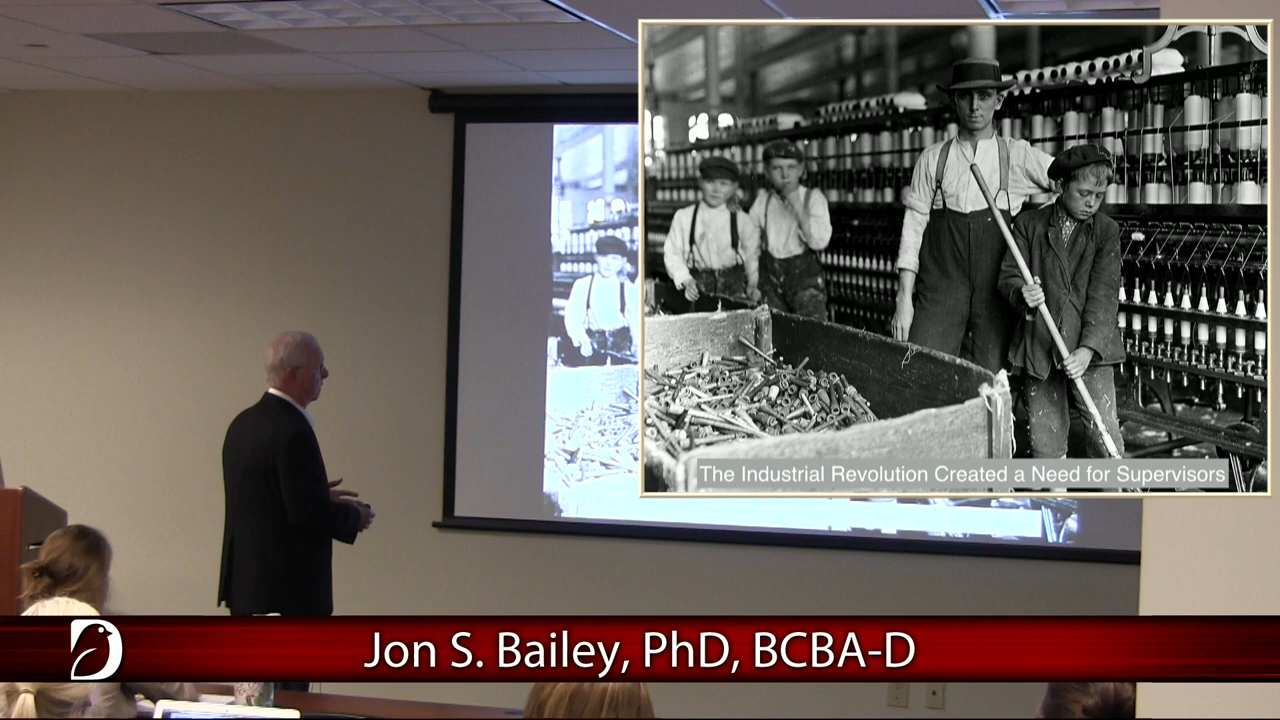 The Industrial Revolution Created a Need for Supervisors
Jon S. Bailey, PhD, BCBA-D